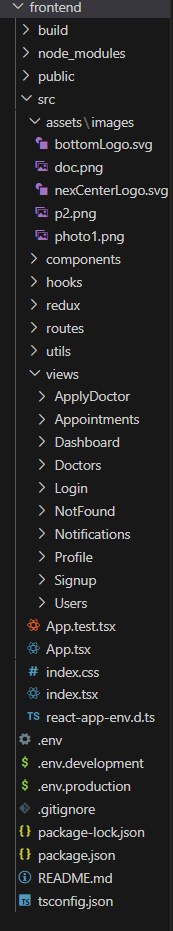 frontend
build
node_modules
public
src
assets\images
bottomLogo.svg
doc.png
nexCenterLogo.svg
p2.png
photo1.png
components
hooks
redux
routes
utils
views
ApplyDoctor
Appointments
Dashboard
Doctors
Login
NotFound
Notifications
Profile
Signup
Users
App.test.tsx
App.tsx
# index.css
index.tsx
TS react-app-env.d.ts
.env
$ .env.development
$ .env.production
.gitignore
{} package-lock.json
{} package.json
README.md
TS tsconfig.json